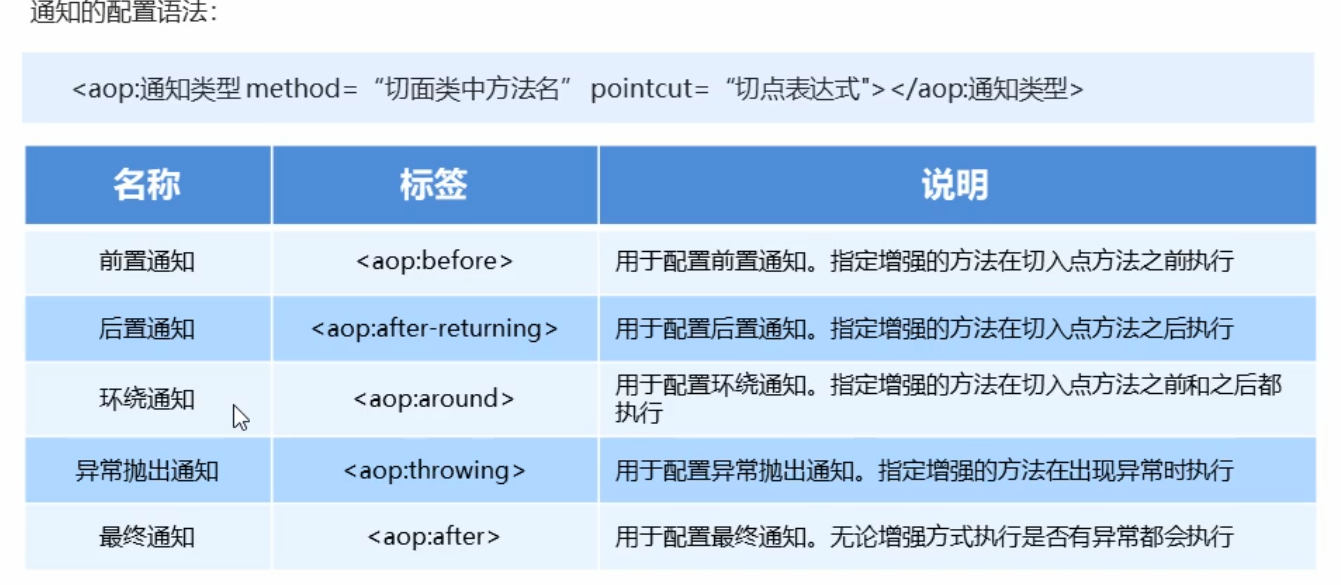 通知的配置语法：
<aop:通知类型 method=“切面类中方法名” pointcut=“切点表达式"></aop:通知类型>
名称 标签 说明
前置通知 <aop:before> 用于配置前置通知。指定增强的方法在切入点方法之前执行
后置通知 <aop:after-returning> 用于配置后置通知。指定增强的方法在切入点方法之后执行
环绕通知 <aop:around> 用于配置环绕通知。指定增强的方法在切入点方法之前和之后都
执行
异常抛出通知 <aop:throwing> 用于配置异常抛出通知。指定增强的方法在出现异常时执行
最终通知 <aop:after> 用于配置最终通知。无论增强方式执行是否有异常都会执行